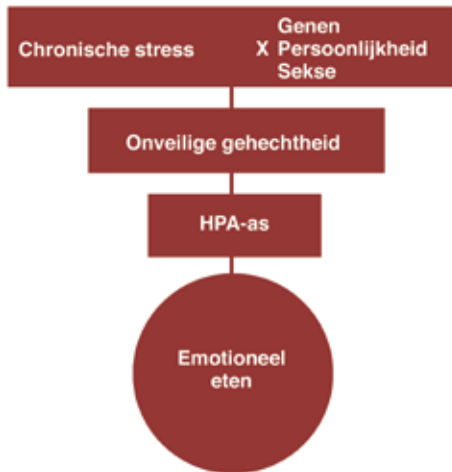 Genen
Chronische stress X Persoonlijkheid
Sekse
Onveilige gehechtheid
HPA-as
Emotioneel
eten